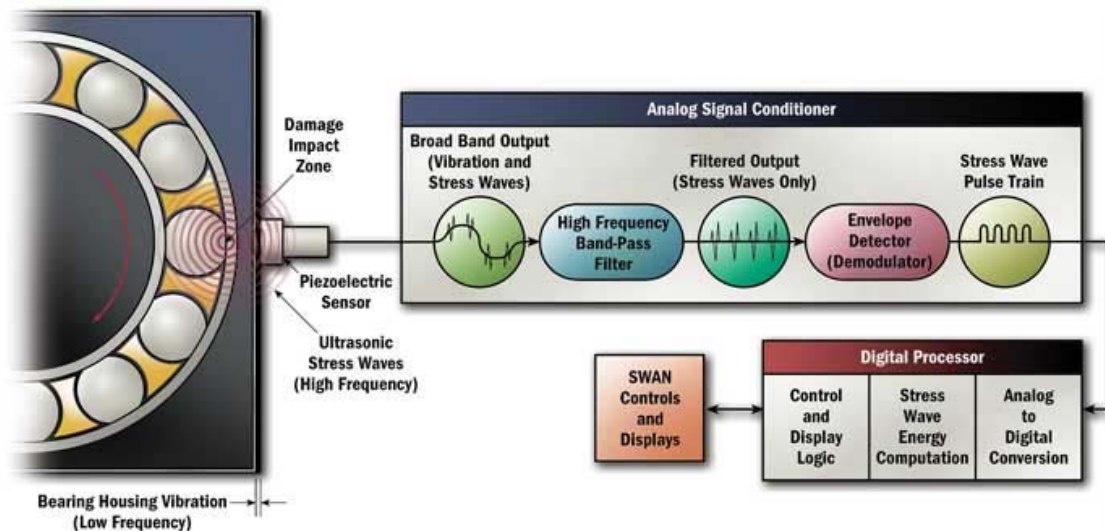 Damage
Impact
Zone
Piezoelectric
Sensor
Ultrasonic
Stress Waves
(High Frequency)
Bearing Housing Vibration
(Low Frequency)
Analog Signal Conditioner
Broad Band Output
(Vibration and
Stress Waves)
High Frequency
Band-Pass
Filter
Filtered Output
(Stress Waves Only)
Envelope
Detector
(Demodulator)
Stress Wave
Pulse Train
SWAN
Controls
and
Displays
Digital Processor
Control
and
Display
Logic
Stress
Wave
Energy
Computation
Analog
to
Digital
Conversion